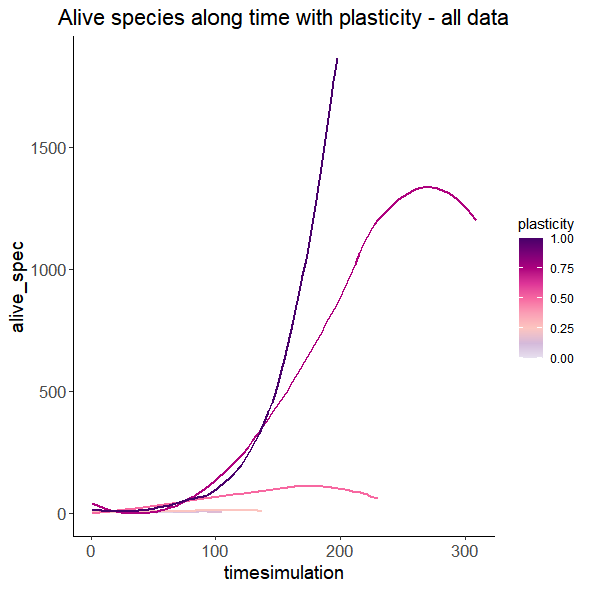 Alive species along time with plasticity - all data
alive_spec
1500
1000
500
0
0 100 200 300
timesimulation
plasticity
1.00
0.75
0.50
0.25
0.00